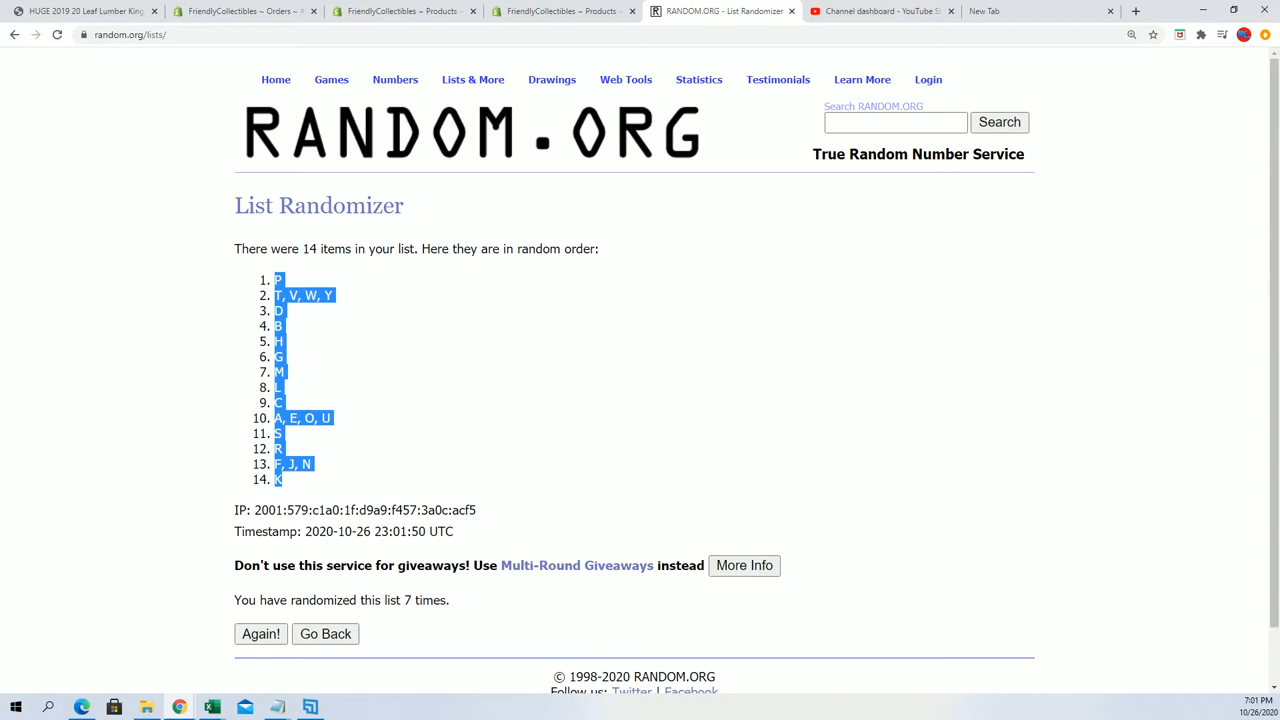 HUGE 2019 20 Leaf Lumber King
FriendlyCollectibles ~ Orders ~
FriendlyCollectibles ~ Products ~
FriendlyCollectibles ~ Products ~
RANDOM.ORG - List Randomizer
Channel dashboard - YouTube St
New Tab
random.org/lists/
Home Games Numbers Lists & More Drawings Web Tools Statistics Testimonials Learn More Login
RANDOM.ORG
Search RANDOM.ORG
Search
True Random Number Service
List Randomizer
There were 14 items in your list. Here they are in random order:
1. P
2. T, V, W, Y
3. D
4. B
5. H
6. G
7. M
8. L
9. C
10. A, E, O, U
11. S
12. R
13. F, J, N
14. K
IP: 2001:579:c1a0:1f:d9a9:f457:3a0c:acf5
Timestamp: 2020-10-26 23:01:50 UTC
Don't use this service for giveaways! Use Multi-Round Giveaways instead More Info
You have randomized this list 7 times.
Again! Go Back
© 1998-2020 RANDOM.ORG
Follow us: Twitter | Facebook
7:01 PM
10/26/2020